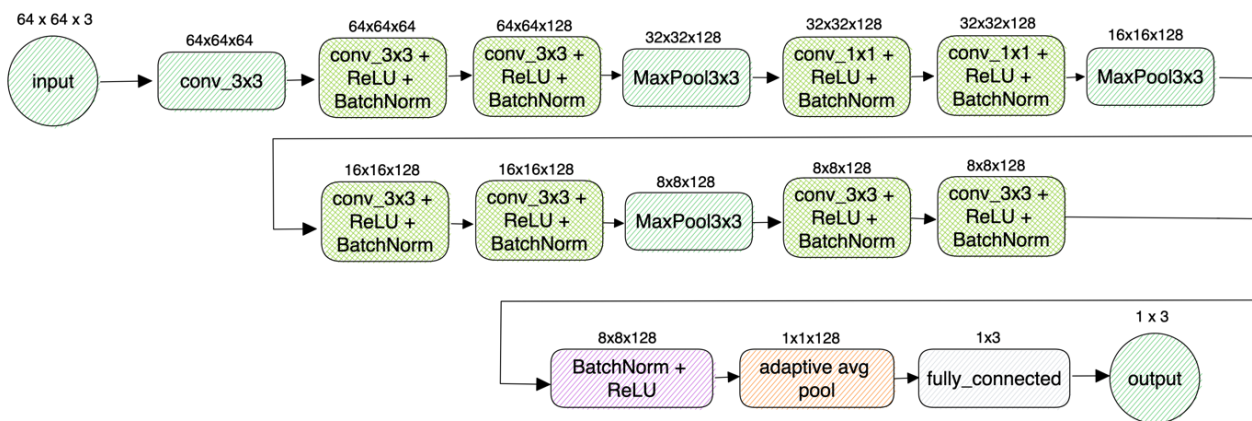 64 x 64 x 3
input
64x64x64
conv_3x3
64x64x64
conv_3x3 +
ReLU +
BatchNorm
64x64x128
conv_3x3 +
ReLU +
BatchNorm
32x32x128
MaxPool3x3
32x32x128
conv_1x1 +
ReLU +
BatchNorm
32x32x128
conv_1x1 +
ReLU +
BatchNorm
16x16x128
MaxPool3x3
16x16x128
conv_3x3 +
ReLU +
BatchNorm
16x16x128
conv_3x3 +
ReLU +
BatchNorm
8x8x128
MaxPool3x3
8x8x128
conv_3x3 +
ReLU +
BatchNorm
8x8x128
conv_3x3 +
ReLU +
BatchNorm
8x8x128
BatchNorm +
ReLU
1x1x128
adaptive avg
pool
1x3
fully_connected
1 x 3
output